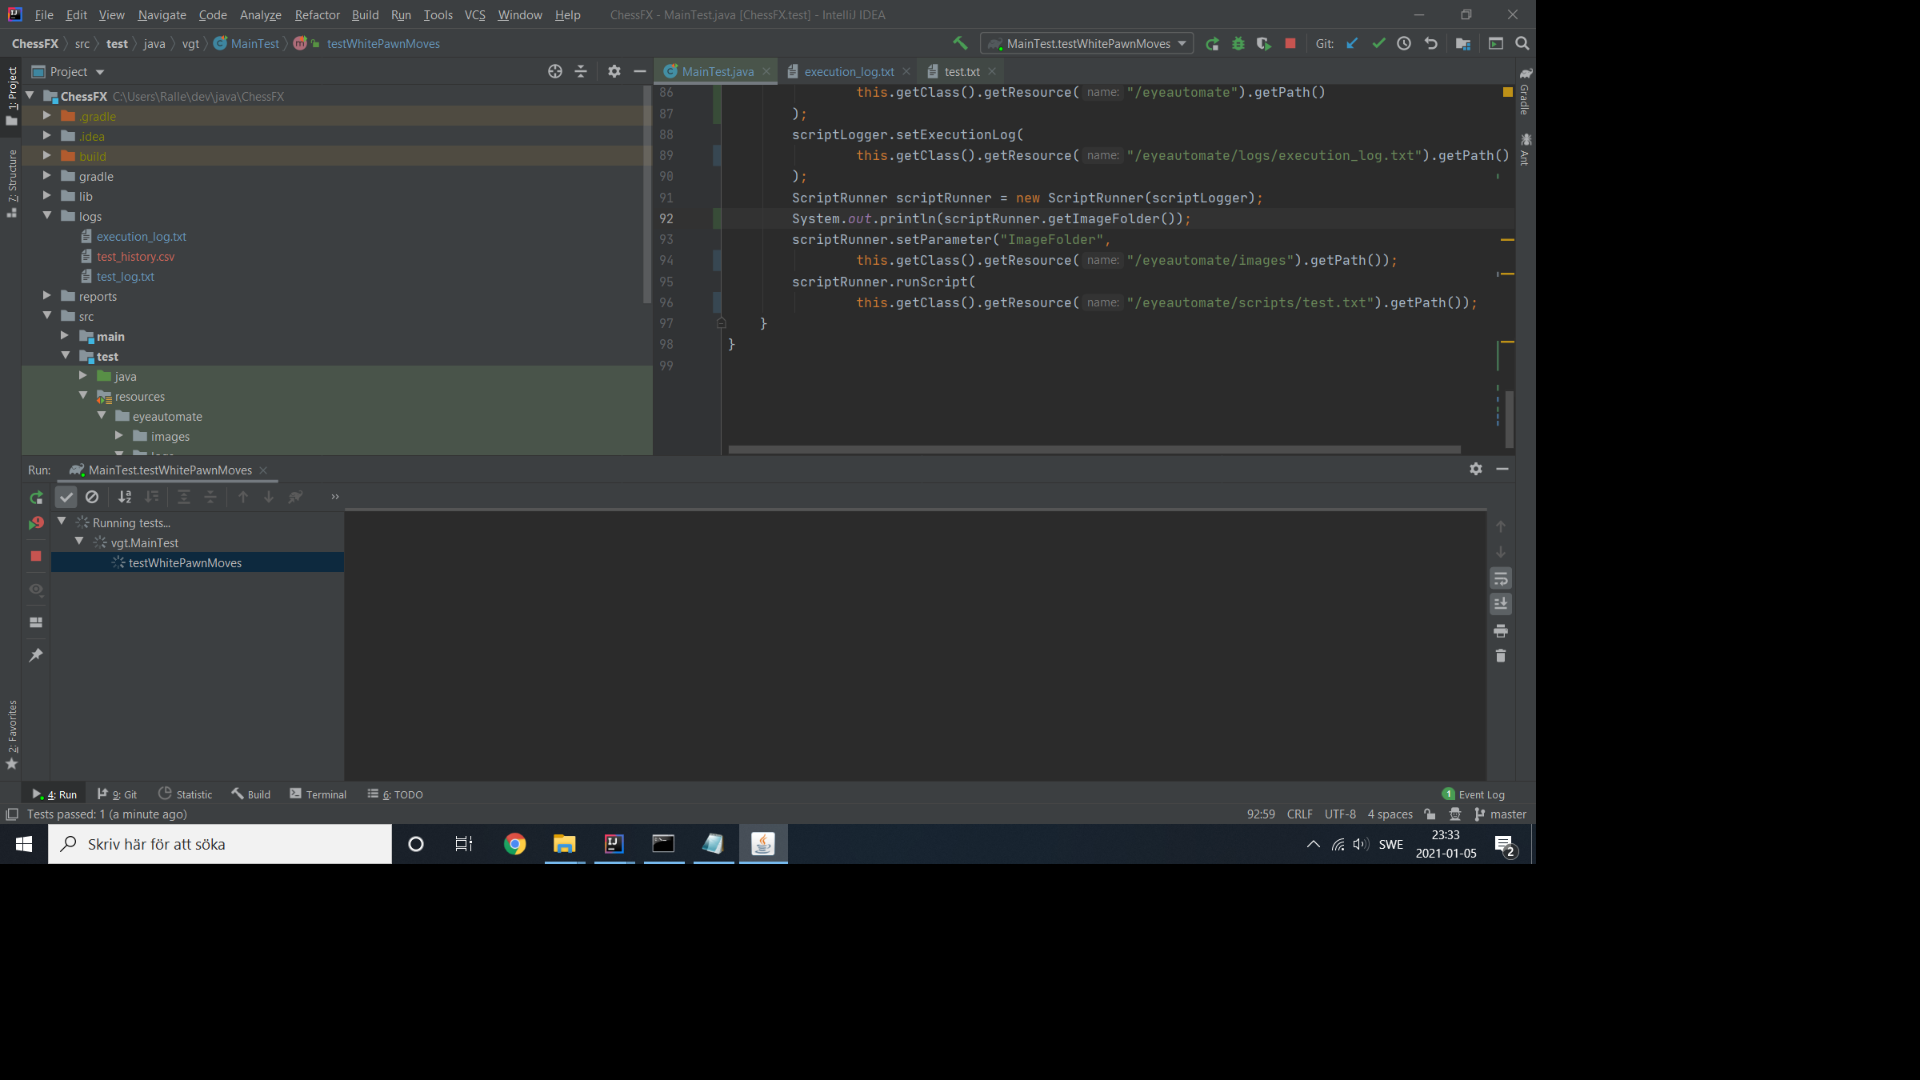 File Edit View Navigate Code Analyze Refactor Build Run Tools VCS Window Help ChessFX - MainTest.java [ChessFX.test] - IntelliJ IDEA
ChessFX src test java vgt MainTest testWhitePawnMoves MainTest.testWhitePawnMoves Git:
1: Project
7: Structure
2: Favorites
Project
ChessFX C:\Users\Ralle\dev\java\ChessFX
.gradle
.idea
build
gradle
lib
logs
execution_log.txt
test_history.csv
test_log.txt
reports
src
main
test
java
resources
eyeautomate
images
MainTest.java execution_log.txt test.txt
86 this.getClass().getResource( name: "/eyeautomate").getPath()
87 );
88 scriptLogger.setExecutionLog(
89 this.getClass().getResource( name: "/eyeautomate/logs/execution_log.txt").getPath()
90 );
91 ScriptRunner scriptRunner = new ScriptRunner(scriptLogger);
92 System.out.println(scriptRunner.getImageFolder());
93 scriptRunner.setParameter("ImageFolder",
94 this.getClass().getResource( name: "/eyeautomate/images").getPath());
95 scriptRunner.runScript(
96 this.getClass().getResource( name: "/eyeautomate/scripts/test.txt").getPath());
97 }
98 }
99
Gradle
Ant
Run: MainTest.testWhitePawnMoves
Running tests...
vgt.MainTest
testWhitePawnMoves
4: Run 9: Git Statistic Build Terminal 6: TODO 1 Event Log
Tests passed: 1 (a minute ago) 92:59 CRLF UTF-8 4 spaces master
Skriv här för att söka
SWE
23:33
2021-01-05
2